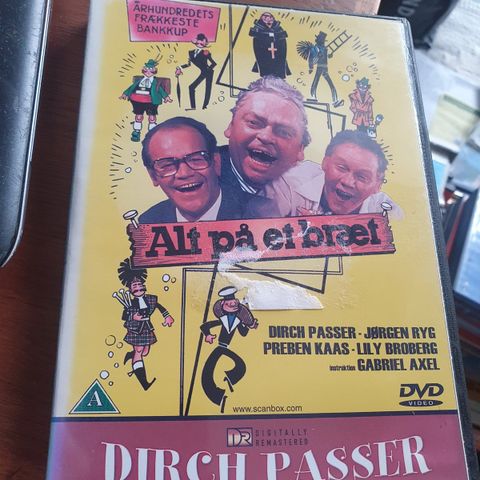 ÅRHUNDREDETS
FRÆKKESTE
BANKKUP
Alt på et bræt
DIRCH PASSER - JØRGEN RYG
PREBEN KAAS - LILY BROBERG
instruktion GABRIEL AXEL
A
www.scanbox.com
DVD
VIDEO
DR DIGITALLY
REMASTERED
DIRCH PASSER